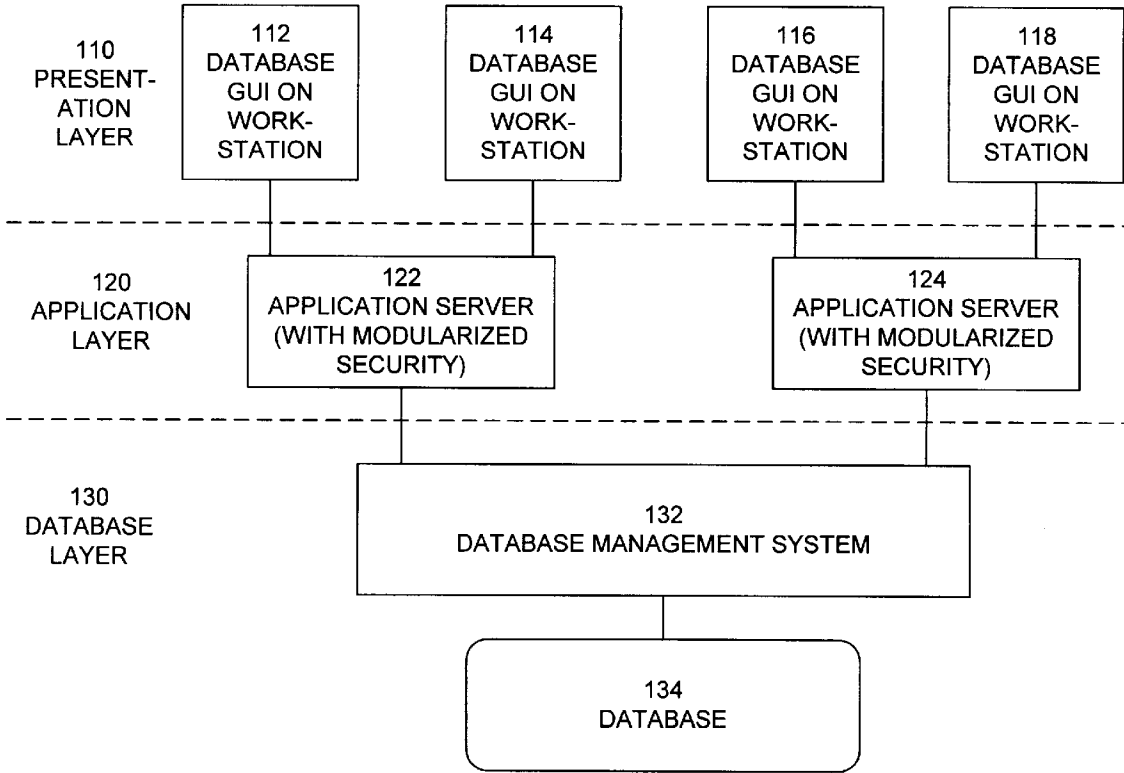 110
PRESENT-
ATION
LAYER
112
DATABASE
GUI ON
WORK-
STATION
114
DATABASE
GUI ON
WORK-
STATION
116
DATABASE
GUI ON
WORK-
STATION
118
DATABASE
GUI ON
WORK-
STATION
120
APPLICATION
LAYER
122
APPLICATION SERVER
(WITH MODULARIZED
SECURITY)
124
APPLICATION SERVER
(WITH MODULARIZED
SECURITY)
130
DATABASE
LAYER
132
DATABASE MANAGEMENT SYSTEM
134
DATABASE